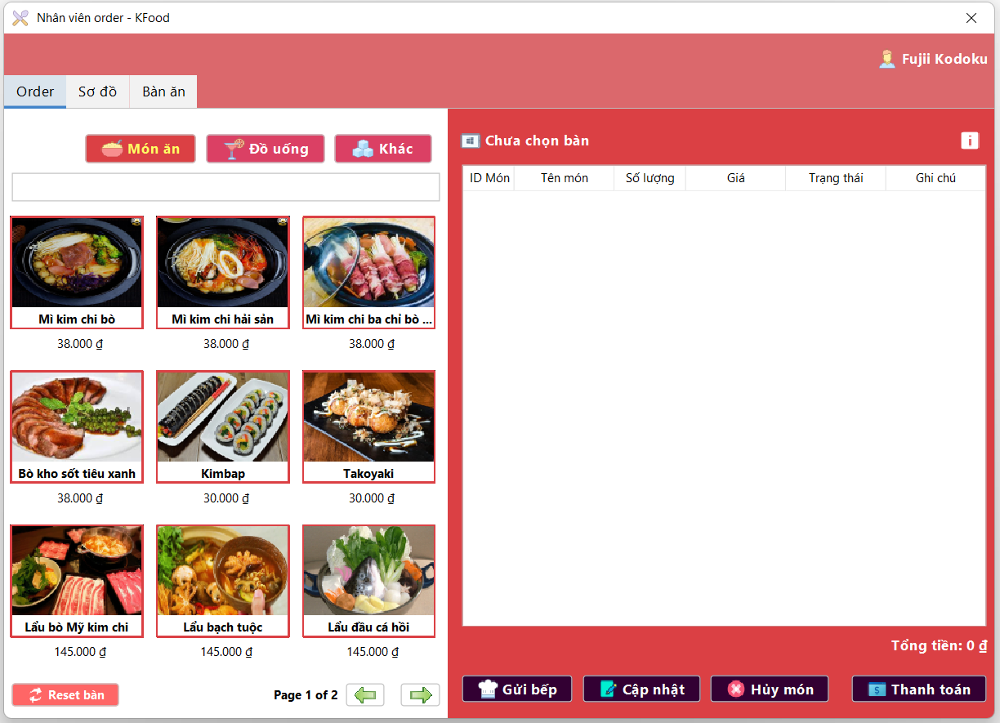 Nhân viên order - KFood
Fujii Kodoku
Order Sơ đồ Bàn ăn
Món ăn Đồ uống Khác
Mì kim chi bò Mì kim chi hải sản Mì kim chi ba chỉ bò ...
38.000 ₫ 38.000 ₫ 38.000 ₫
Bò kho sốt tiêu xanh Kimbap Takoyaki
38.000 ₫ 30.000 ₫ 30.000 ₫
Lẩu bò Mỹ kim chi Lẩu bạch tuộc Lẩu đầu cá hồi
145.000 ₫ 145.000 ₫ 145.000 ₫
Reset bàn Page 1 of 2
Chưa chọn bàn i
ID Món Tên món Số lượng Giá Trạng thái Ghi chú
Tổng tiền: 0 ₫
Gửi bếp Cập nhật Hủy món Thanh toán